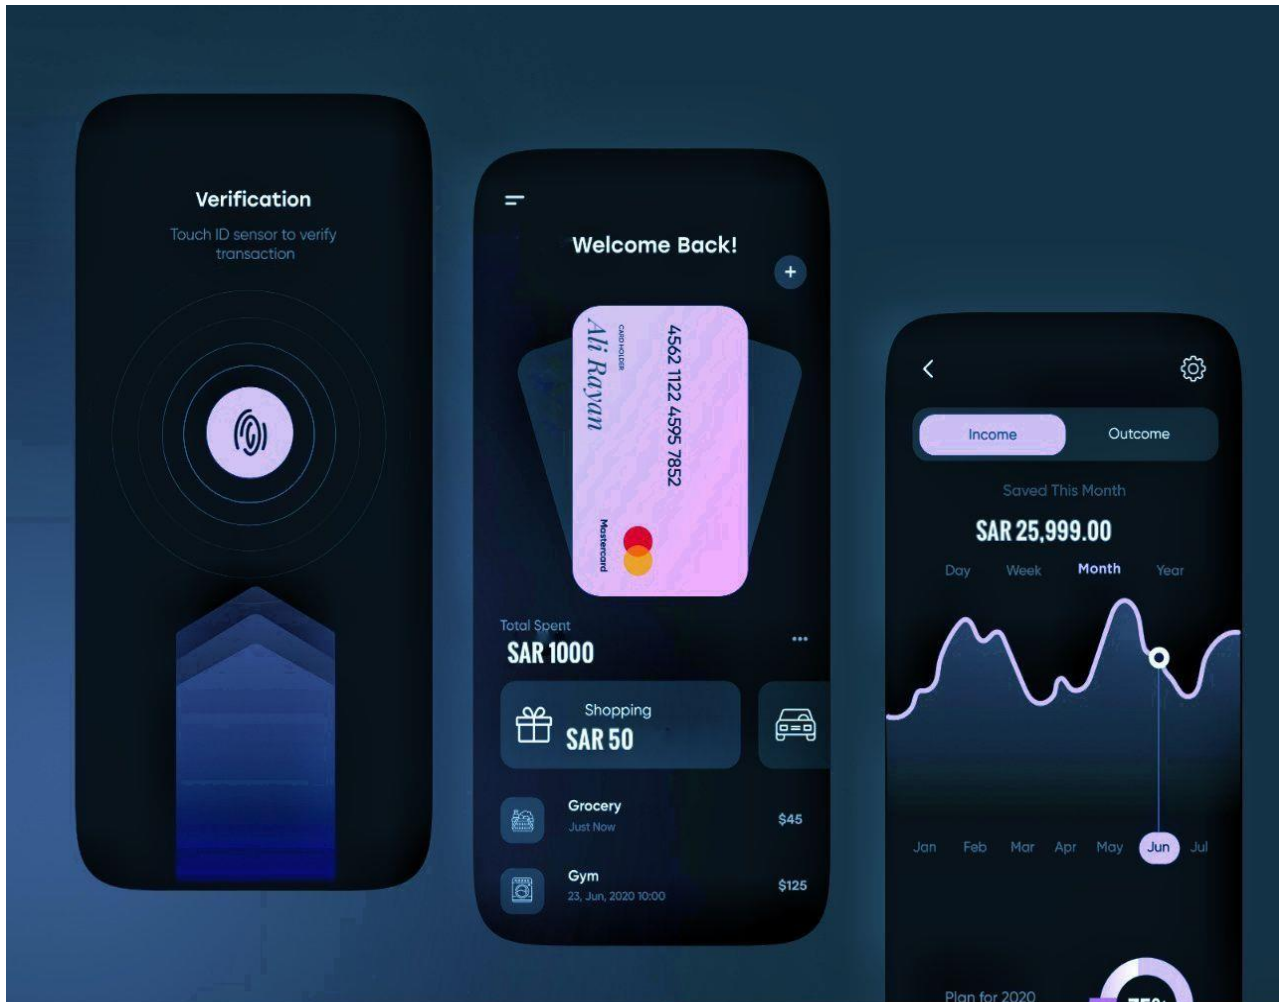 Verification
Touch ID sensor to verify
transaction
Welcome Back!
+
4562 1122 4595 7852
CARD HOLDER
Ali Rayan
Mastercard
Total Spent
SAR 1000
Shopping
SAR 50
Grocery
Just Now
$45
Gym
23, Jun, 2020 10:00
$125
Income Outcome
Saved This Month
SAR 25,999.00
Day Week Month Year
Jan Feb Mar Apr May Jun Jul
Plan for 2020
75%